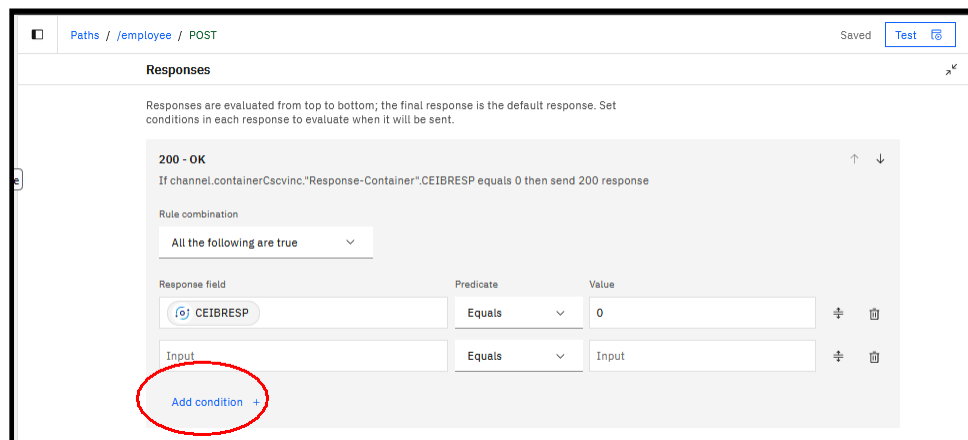 Paths / /employee / POST
Saved
Test
Responses
Responses are evaluated from top to bottom; the final response is the default response. Set
conditions in each response to evaluate when it will be sent.
200 - OK
If channel.containerCscvinc."Response-Container".CEIBRESP equals 0 then send 200 response
Rule combination
All the following are true
Response field Predicate Value
CEIBRESP Equals 0
Input Equals Input
Add condition +
e